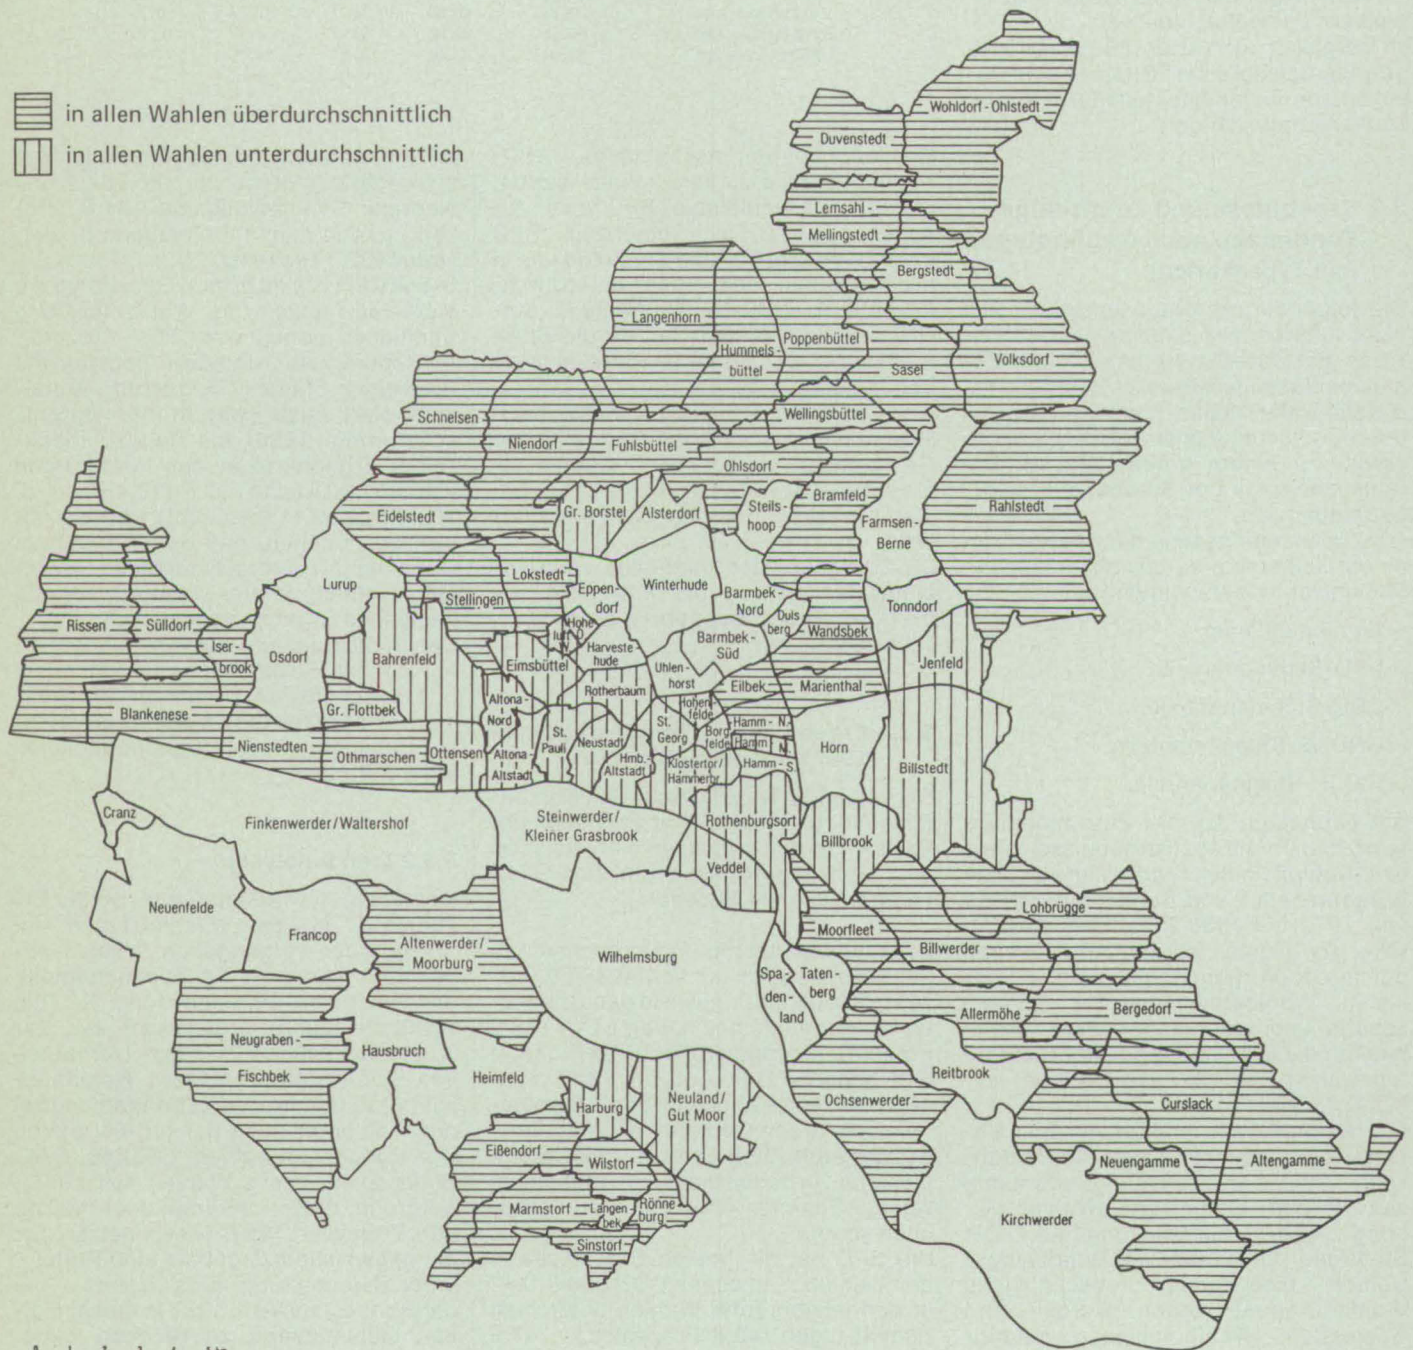 in allen Wahlen überdurchschnittlich
in allen Wahlen unterdurchschnittlich
Wohldorf-Ohlstedt
Duvenstedt
Lemsahl-
Mellingstedt
Bergstedt
Langenhorn
Hummels-
büttel
Poppenbüttel
Sasel
Volksdorf
Schnelsen
Niendorf
Fuhlsbüttel
Wellingsbüttel
Ohlsdorf
Eidelstedt
Gr. Borstel
Alsterdorf
Steils-
hoop
Bramfeld
Farmsen-
Berne
Rahlstedt
Lurup
Stellingen
Lokstedt
Eppen-
dorf
Winterhude
Barmbek-
Nord
Duls
berg
Wandsbek
Tonndorf
Rissen
Sülldorf
Iser-
brook
Osdorf
Bahrenfeld
Eimsbüttel
Hohe-
luft
O.
W.
Harveste-
hude
Barmbek-
Süd
Uhlen-
horst
Jenfeld
Blankenese
Nienstedten
Gr. Flottbek
Othmarschen
Ottensen
Altona-
Nord
Altona-
Altstadt
St.
Pauli
Rotherbaum
Neustadt
Hmb.-
Altstadt
St.
Georg
Hohen-
felde
Eilbek
Marienthal
Borg
felde
Hamm - N.
Hamm - N.
Hamm - S.
Klostertor/
Hammerbr.
Horn
Billstedt
Cranz
Finkenwerder/Waltershof
Steinwerder/
Kleiner Grasbrook
Rothenburgsort
Veddel
Billbrook
Neuenfelde
Francop
Altenwerder/
Moorburg
Wilhelmsburg
Moorfleet
Billwerder
Lohbrügge
Spa-
den-
land
Taten-
berg
Allermöhe
Bergedorf
Neugraben-
Fischbek
Hausbruch
Heimfeld
Harburg
Neuland/
Gut Moor
Ochsenwerder
Reitbrook
Curslack
Neuengamme
Altengamme
Eißendorf
Wilstorf
Marmstorf
Langen-
bek
Rönne
burg
Sinstorf
Kirchwerder